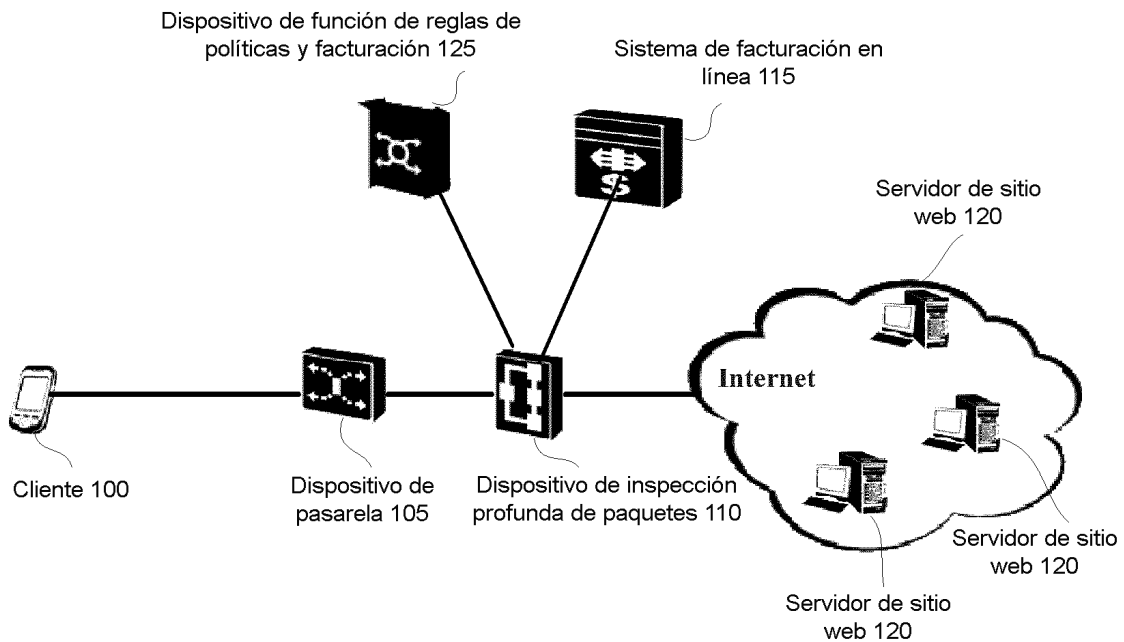 Dispositivo de función de reglas de
políticas y facturación 125
Sistema de facturación en
línea 115
Servidor de sitio
web 120
S
Internet
Cliente 100
Dispositivo de
pasarela 105
Dispositivo de inspección
profunda de paquetes 110
Servidor de sitio
web 120
Servidor de sitio
web 120